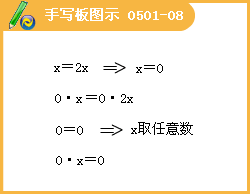 手写板图示 0501-08
x=2x ⇒ x=0
0·x=0·2x
0=0 ⇒ x取任意数
0·x=0